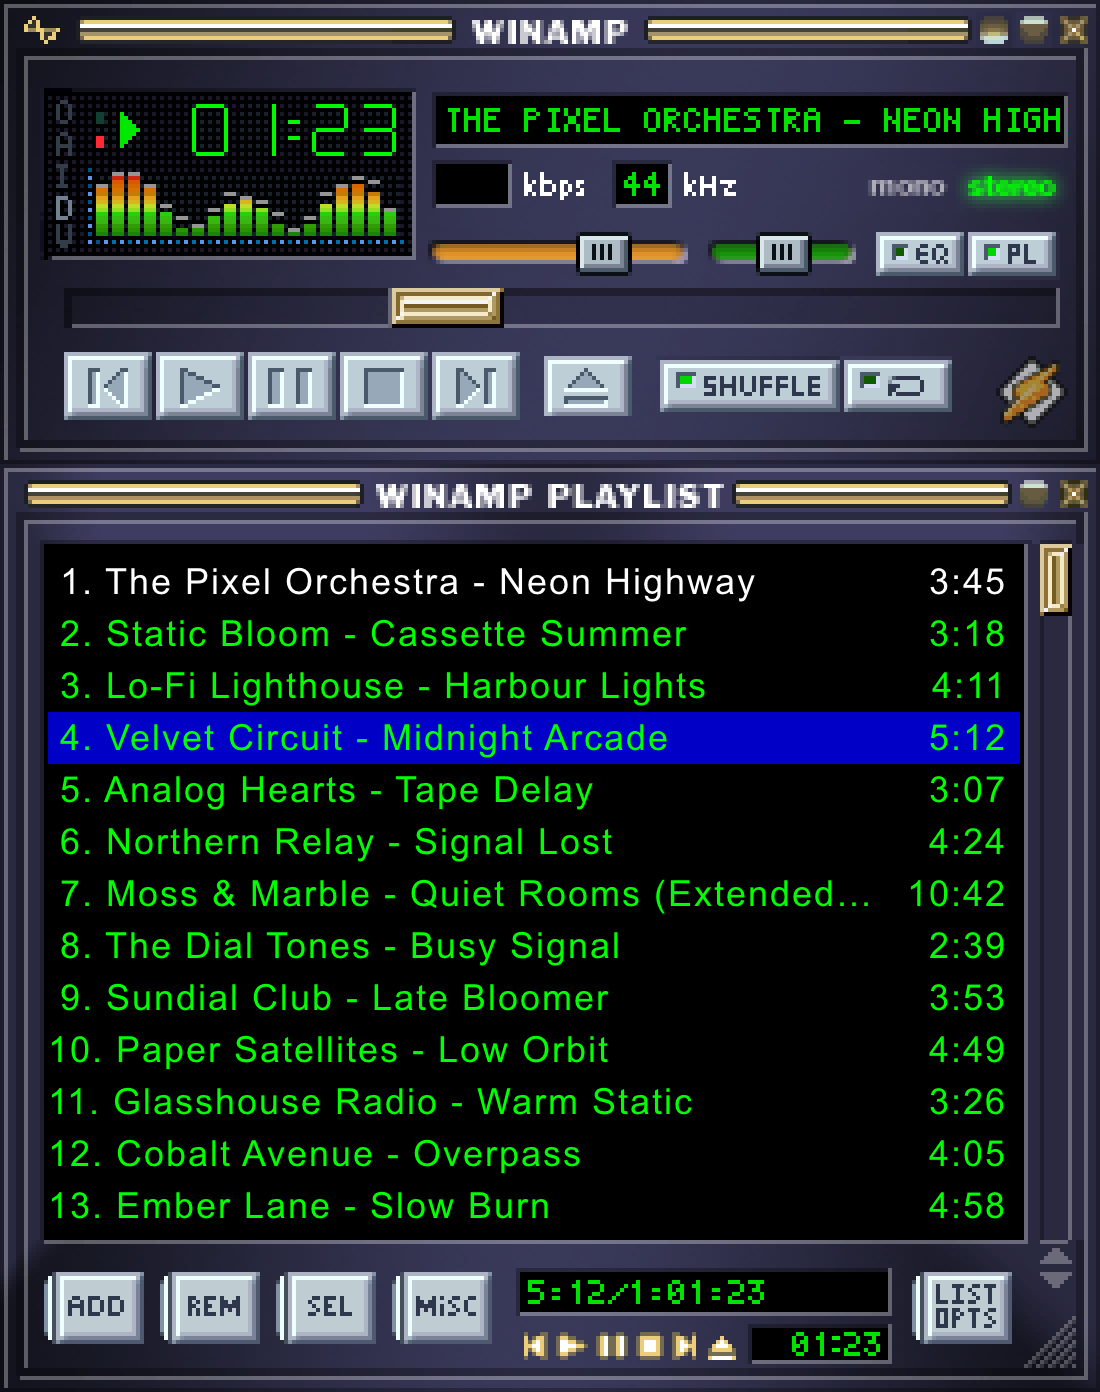 WINAMP
O
A
I
D
V
01:23
THE PIXEL ORCHESTRA - NEON HIGH
kbps
44 kHz
mono stereo
EQ PL
SHUFFLE
WINAMP PLAYLIST
1. The Pixel Orchestra - Neon Highway 3:45
2. Static Bloom - Cassette Summer 3:18
3. Lo-Fi Lighthouse - Harbour Lights 4:11
4. Velvet Circuit - Midnight Arcade 5:12
5. Analog Hearts - Tape Delay 3:07
6. Northern Relay - Signal Lost 4:24
7. Moss & Marble - Quiet Rooms (Extended... 10:42
8. The Dial Tones - Busy Signal 2:39
9. Sundial Club - Late Bloomer 3:53
10. Paper Satellites - Low Orbit 4:49
11. Glasshouse Radio - Warm Static 3:26
12. Cobalt Avenue - Overpass 4:05
13. Ember Lane - Slow Burn 4:58
ADD REM SEL MiSC
5:12/1:01:23
01:23
LIST
OPTS